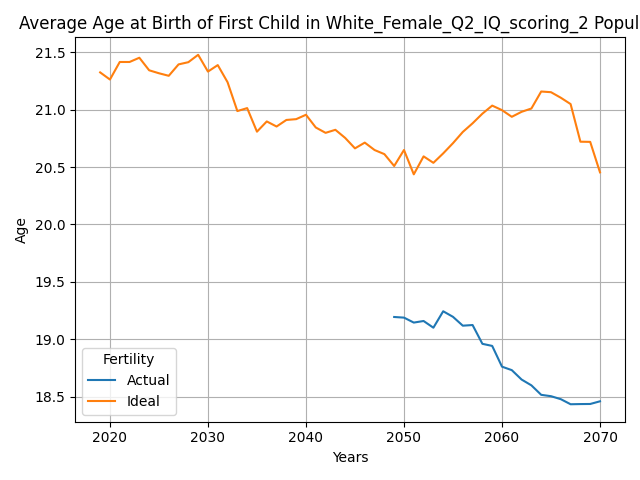 Average Age at Birth of First Child in White_Female_Q2_IQ_scoring_2 Popul
21.5
21.0
20.5
20.0
19.5
19.0
18.5
Age
Fertility
Actual
Ideal
2020 2030 2040 2050 2060 2070
Years